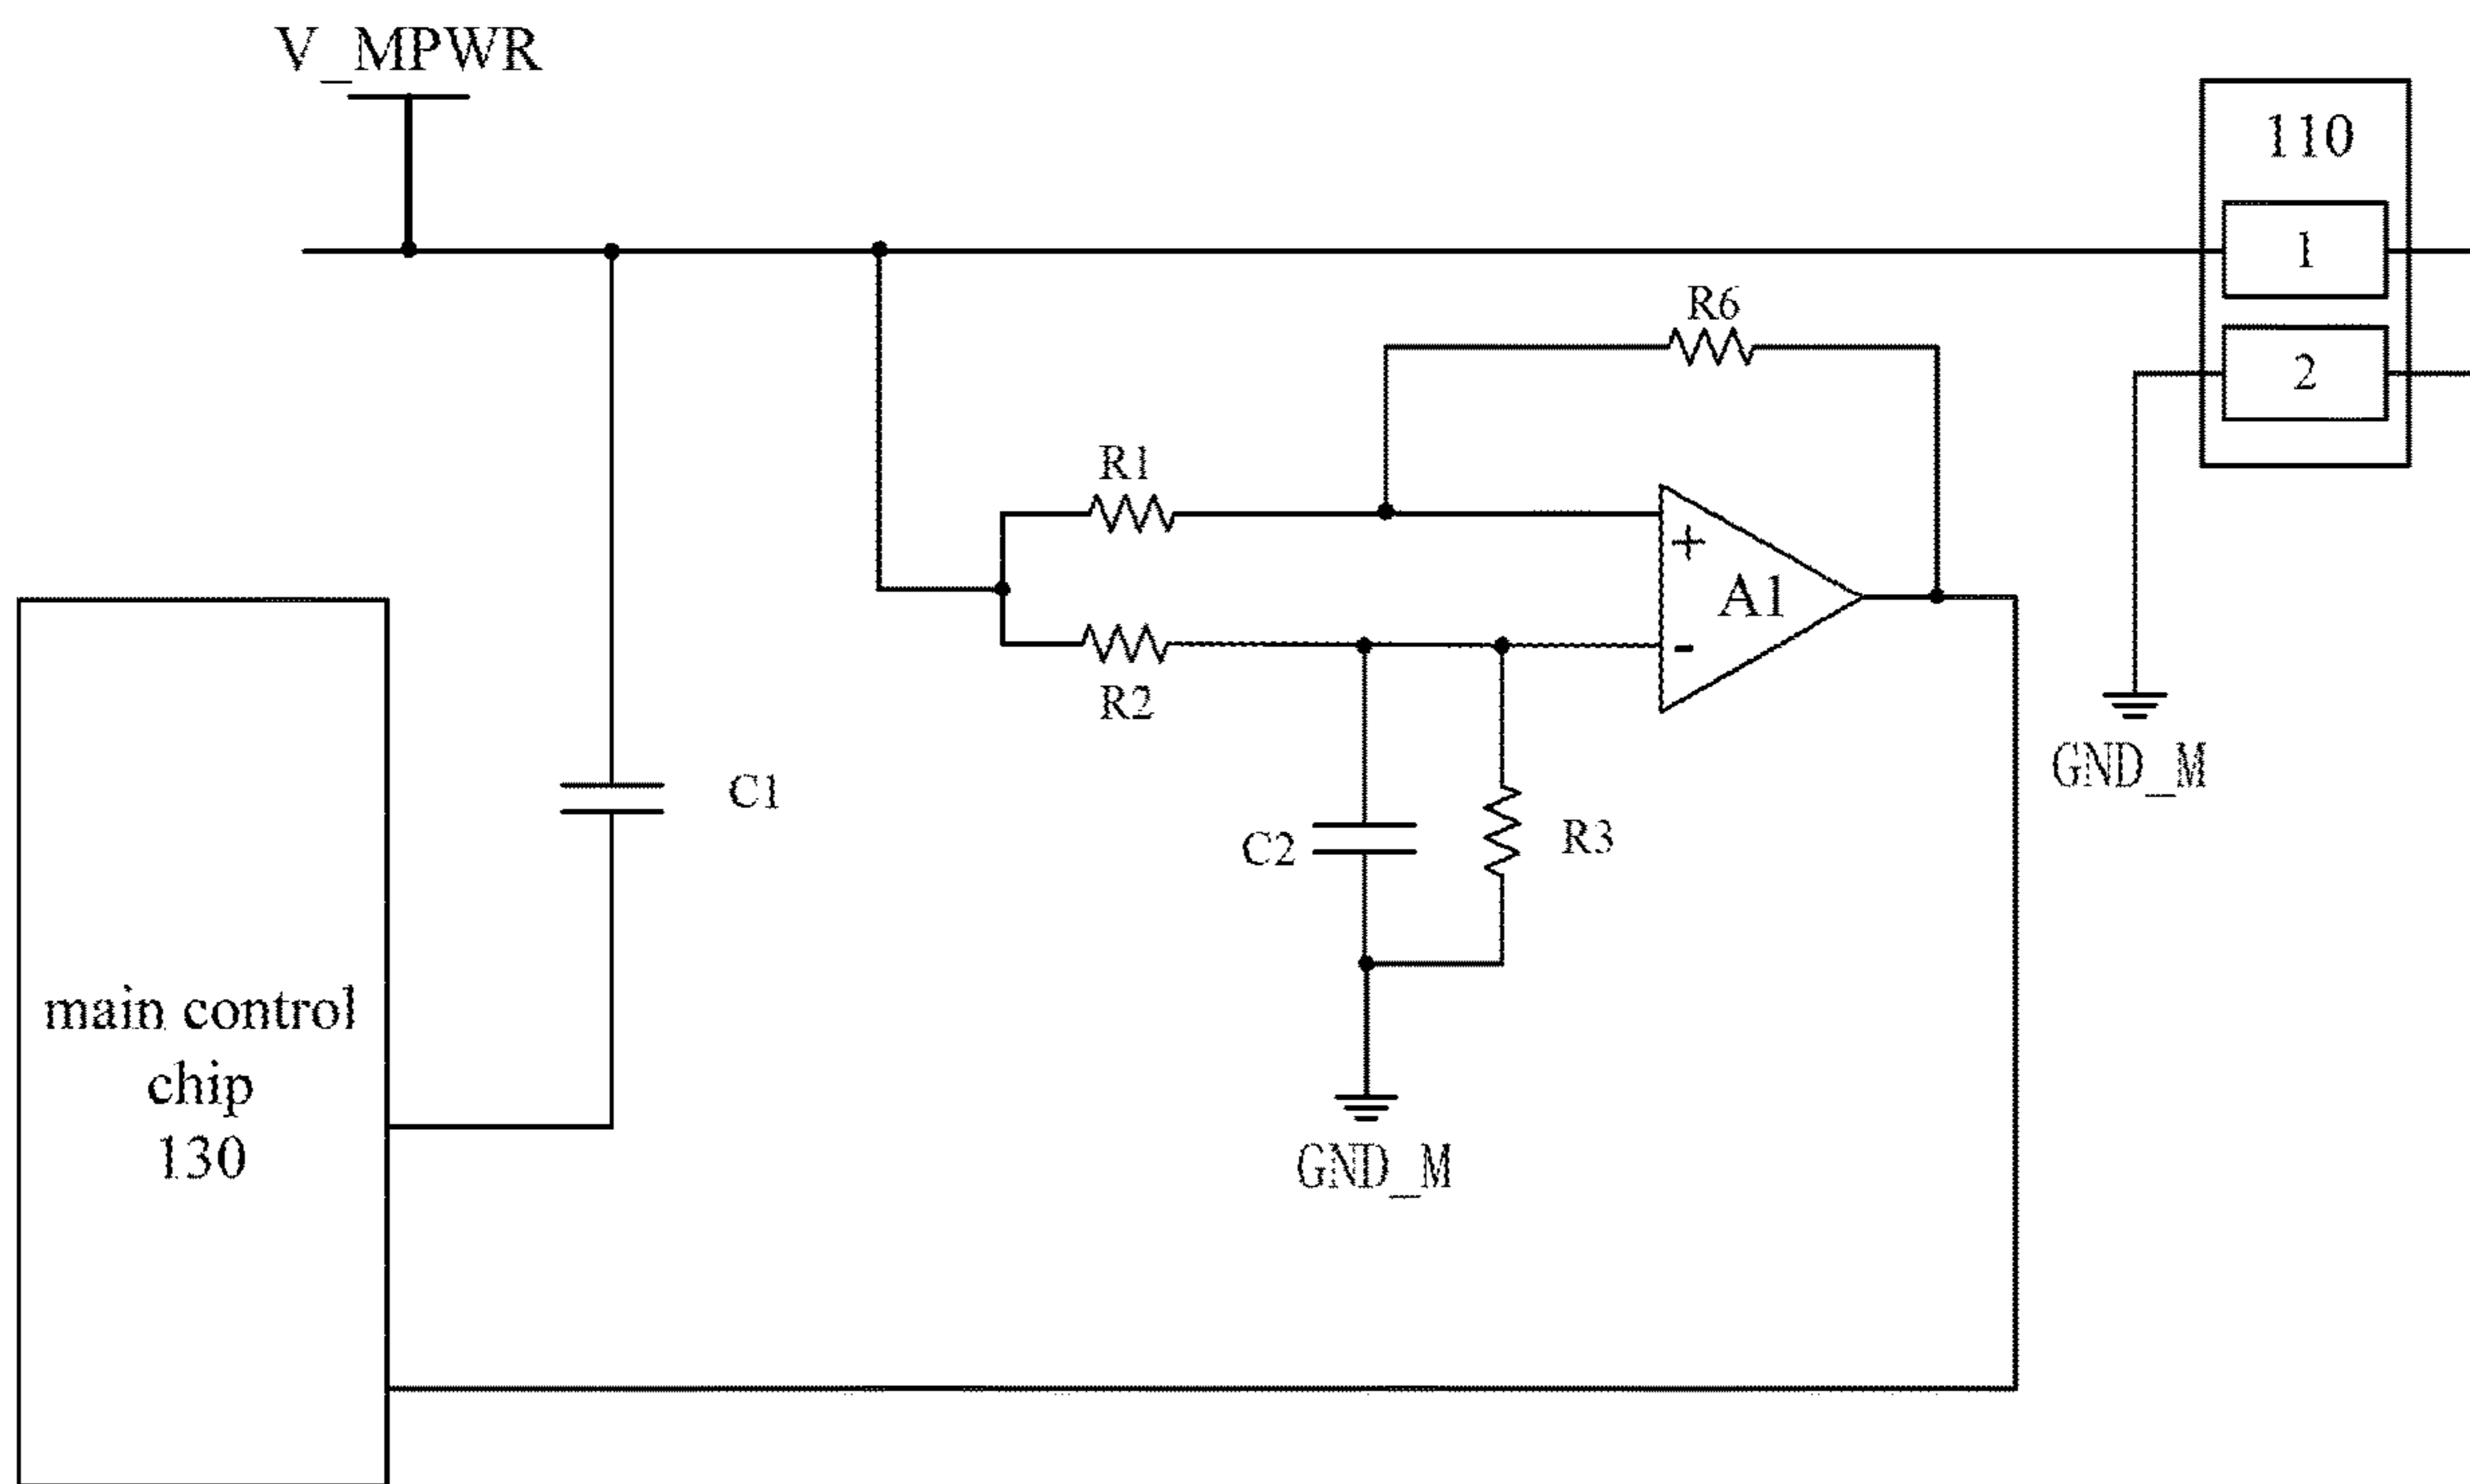 V_MPWR
110
1
2
R6
R1
+
A1
-
R2
GND_M
C1
C2
R3
main control
chip
130
GND_M